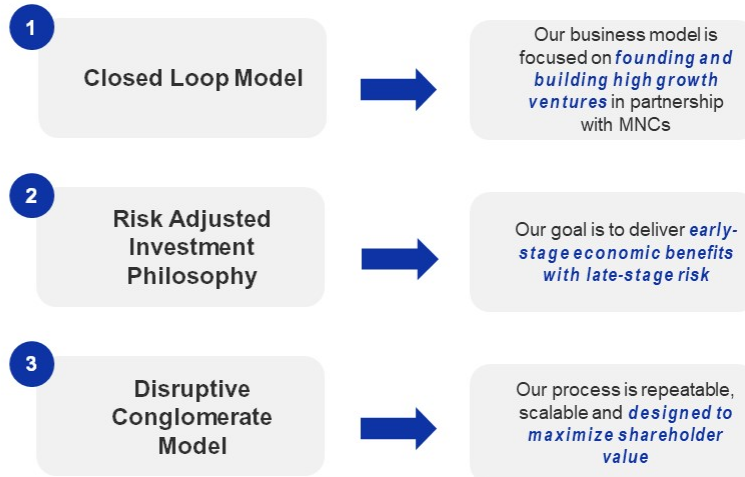 1
Closed Loop Model
Our business model is
focused on founding and
building high growth
ventures in partnership
with MNCs
2
Risk Adjusted
Investment
Philosophy
Our goal is to deliver early-
stage economic benefits
with late-stage risk
3
Disruptive
Conglomerate
Model
Our process is repeatable,
scalable and designed to
maximize shareholder
value